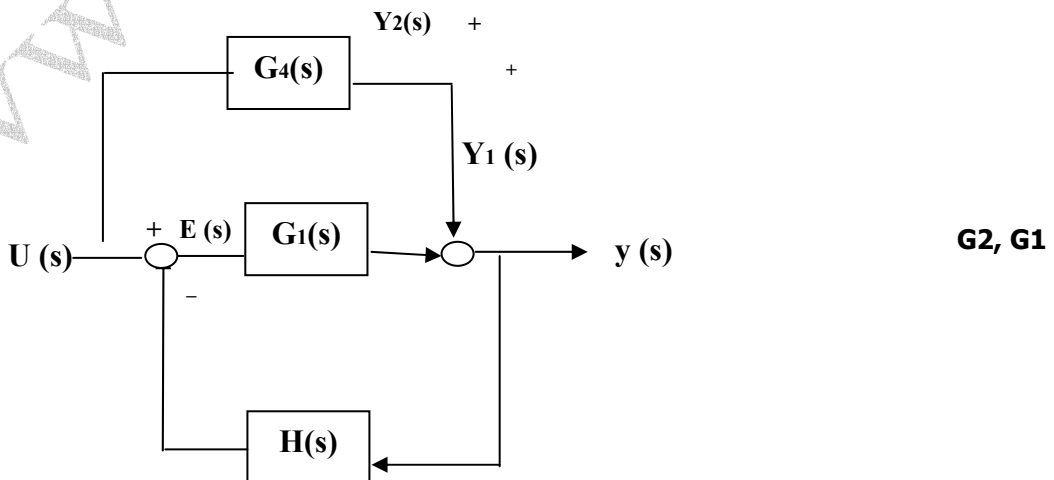 Y2(s) +
G4(s)
+
Y1 (s)
+ E (s)
G1(s)
U (s)
y (s)
G2, G1
–
H(s)